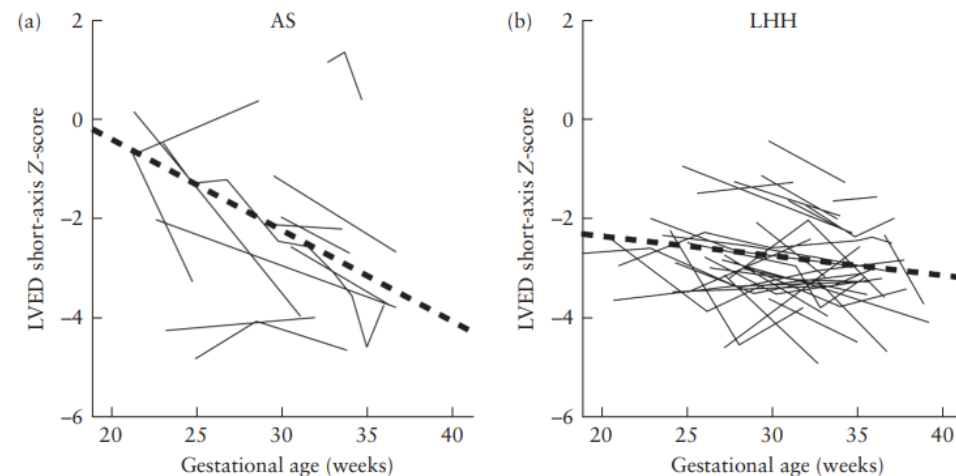 (a)
AS
2
0
−2
−4
−6
LVED short-axis Z-score
20 25 30 35 40
Gestational age (weeks)
(b)
LHH
2
0
−2
−4
−6
LVED short-axis Z-score
20 25 30 35 40
Gestational age (weeks)